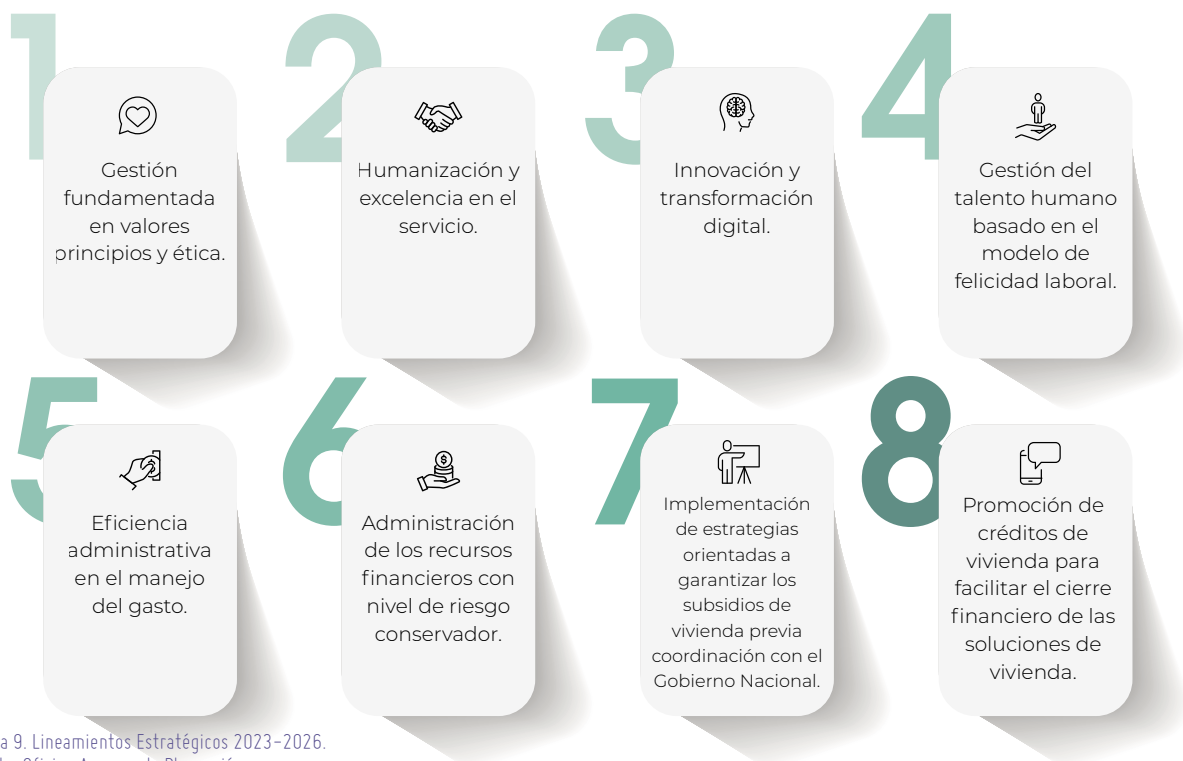 1
Gestión
fundamentada
en valores
principios y ética.
2
Humanización y
excelencia en el
servicio.
3
Innovación y
transformación
digital.
4
Gestión del
talento humano
basado en el
modelo de
felicidad laboral.
5
Eficiencia
administrativa
en el manejo
del gasto.
6
Administración
de los recursos
financieros con
nivel de riesgo
conservador.
7
Implementación
de estrategias
orientadas a
garantizar los
subsidios de
vivienda previa
coordinación con el
Gobierno Nacional.
8
Promoción de
créditos de
vivienda para
facilitar el cierre
financiero de las
soluciones de
vivienda.
a 9. Lineamientos Estratégicos 2023-2026.